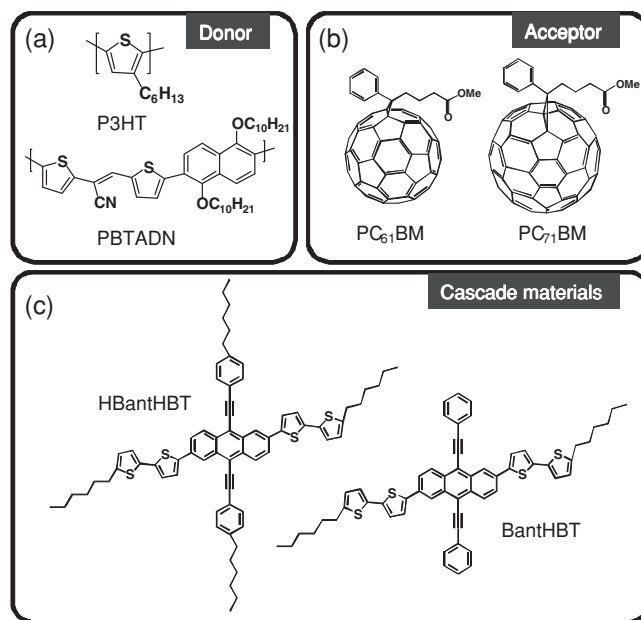 (a)
Donor
S
C6H13
P3HT
OC10H21
S
S
CN
OC10H21
PBTADN
(b)
Acceptor
OMe
O
OMe
O
PC61BM
PC71BM
(c)
Cascade materials
HBantHBT
S
S
S
S
S
S
S
S
BantHBT